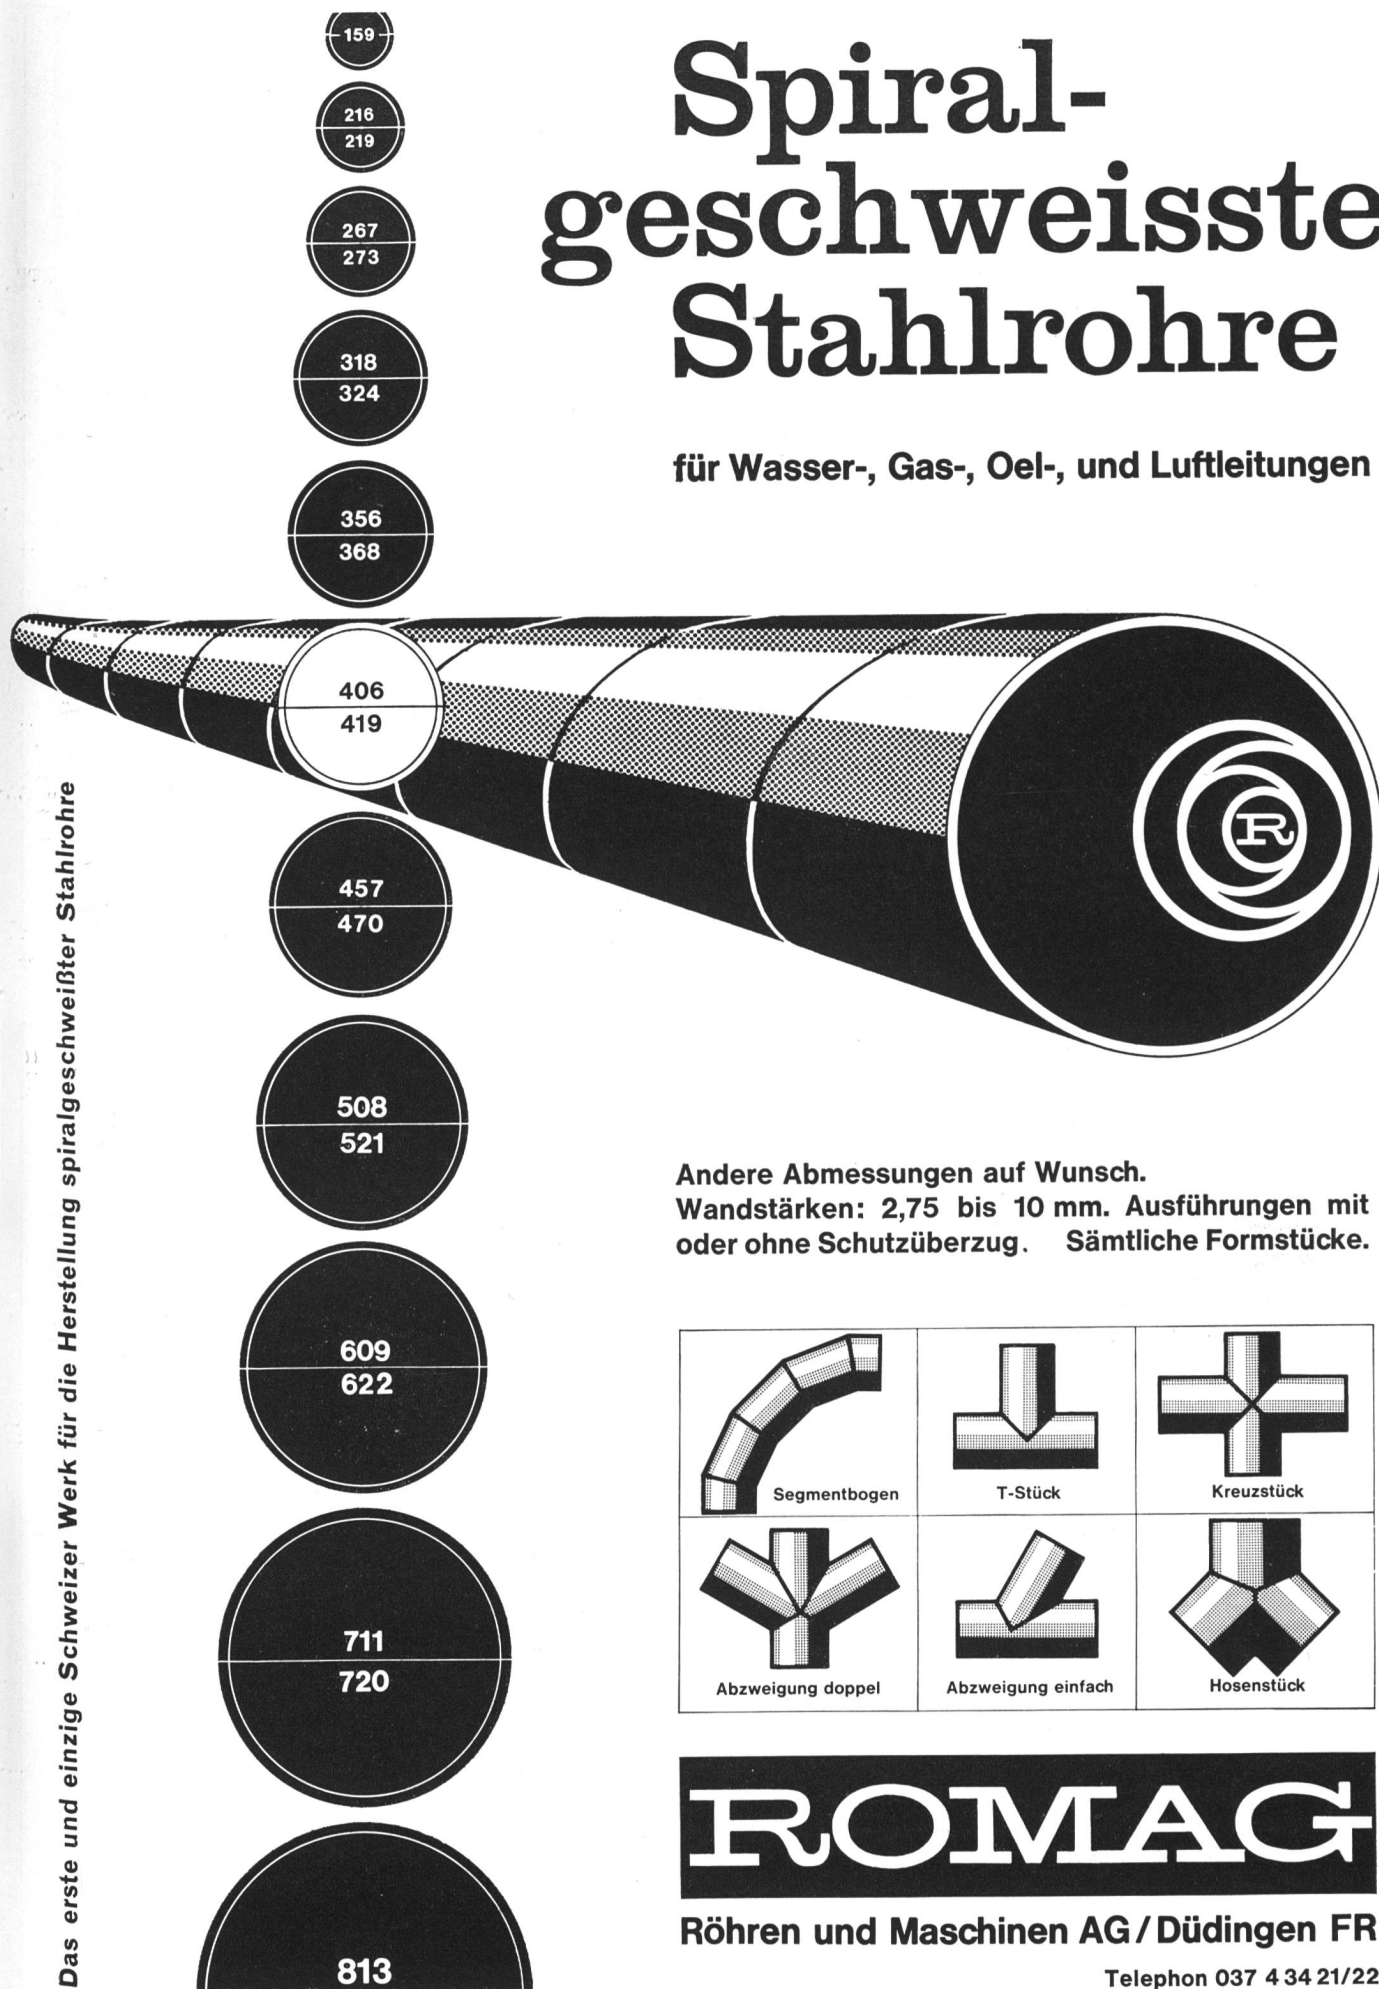 159
216
219
267
273
318
324
356
368
406
419
457
470
508
521
609
622
711
720
813
Spiral-
geschweisste
Stahlrohre
für Wasser-, Gas-, Oel-, und Luftleitungen
R
Andere Abmessungen auf Wunsch.
Wandstärken: 2,75 bis 10 mm. Ausführungen mit
oder ohne Schutzüberzug. Sämtliche Formstücke.
Segmentbogen
T-Stück
Kreuzstück
Abzweigung doppel
Abzweigung einfach
Hosenstück
ROMAG
Röhren und Maschinen AG/Düdingen FR
Telephon 037 4 34 21/22
Das erste und einzige Schweizer Werk für die Herstellung spiralgeschweißter Stahlrohre